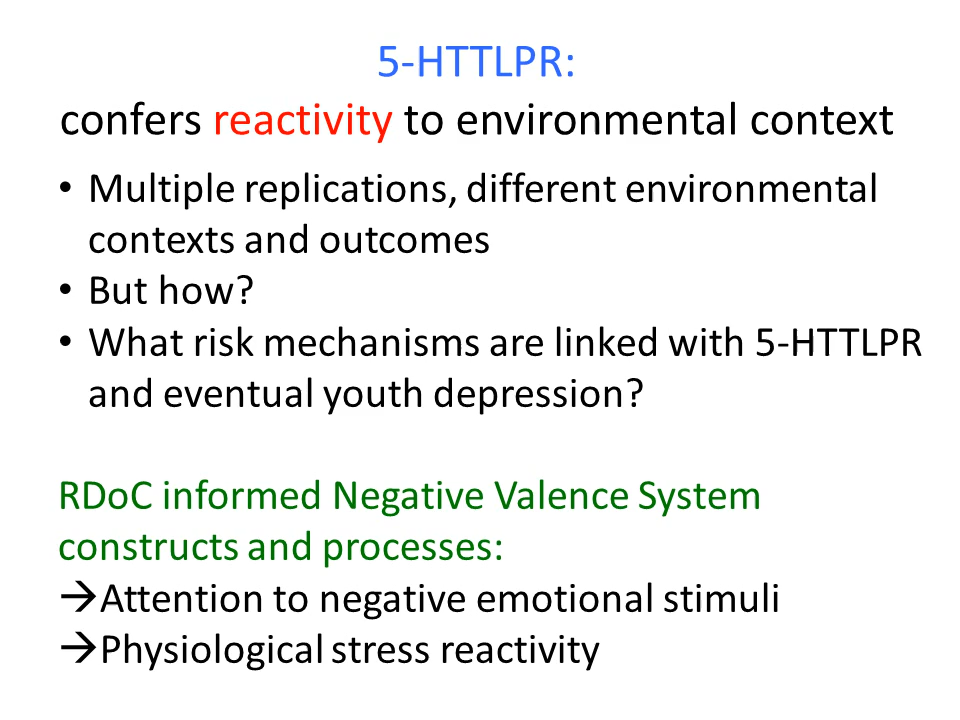 5-HTTLPR:
confers reactivity to environmental context
• Multiple replications, different environmental
contexts and outcomes
• But how?
• What risk mechanisms are linked with 5-HTTLPR
and eventual youth depression?
RDoC informed Negative Valence System
constructs and processes:
→Attention to negative emotional stimuli
→Physiological stress reactivity